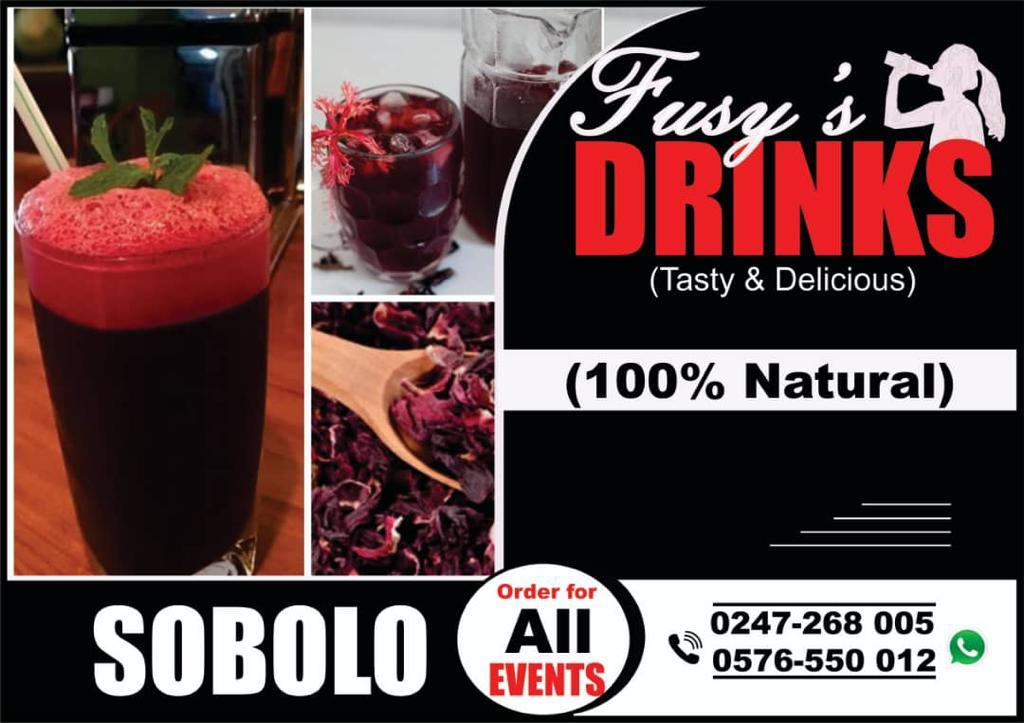 Fusy's
DRINKS
(Tasty & Delicious)
(100% Natural)
SOBOLO
Order for
All
EVENTS
0247-268 005
0576-550 012